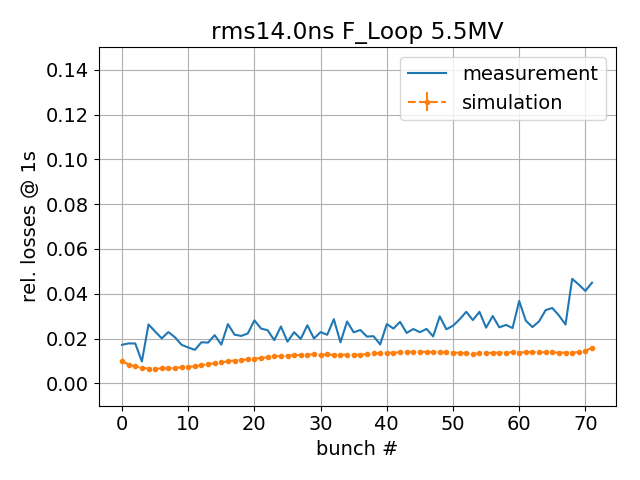 rms14.0ns F_Loop 5.5MV
measurement
simulation
rel. losses @ 1s
0.14
0.12
0.10
0.08
0.06
0.04
0.02
0.00
0 10 20 30 40 50 60 70
bunch #